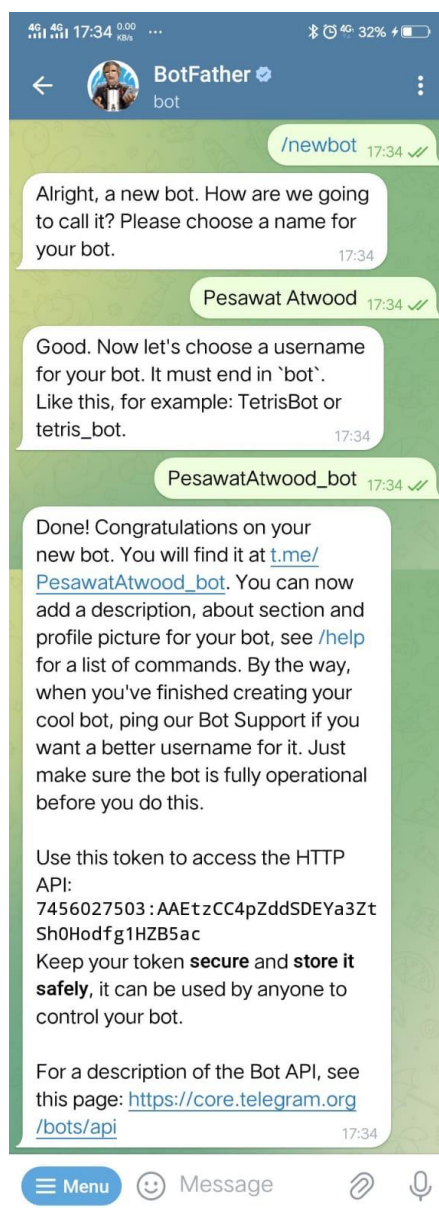 4G 4G 17:34 0.00 KB/s ... 4G 32%
BotFather
bot
/newbot 17:34
Alright, a new bot. How are we going
to call it? Please choose a name for
your bot. 17:34
Pesawat Atwood 17:34
Good. Now let's choose a username
for your bot. It must end in `bot`.
Like this, for example: TetrisBot or
tetris_bot. 17:34
PesawatAtwood_bot 17:34
Done! Congratulations on your
new bot. You will find it at t.me/
PesawatAtwood_bot. You can now
add a description, about section and
profile picture for your bot, see /help
for a list of commands. By the way,
when you've finished creating your
cool bot, ping our Bot Support if you
want a better username for it. Just
make sure the bot is fully operational
before you do this.
Use this token to access the HTTP
API:
7456027503:AAEtzCC4pZddSDEYa3Zt
Sh0Hodfg1HZB5ac
Keep your token secure and store it
safely, it can be used by anyone to
control your bot.
For a description of the Bot API, see
this page: https://core.telegram.org
/bots/api 17:34
Menu Message